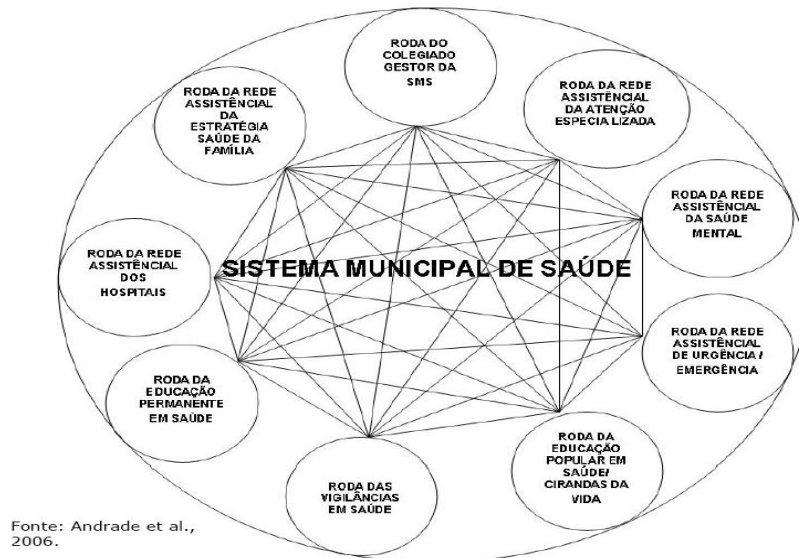 RODA DO
COLEGIADO
GESTOR DA
SMS
RODA DA REDE
ASSISTÊNCIAL
DA ATENÇÃO
ESPECIA LIZADA
RODA DA REDE
ASSISTÊNCIAL
DA SAÚDE
MENTAL
RODA DA REDE
ASSISTÊNCIAL
DE URGÊNCIA /
EMERGÊNCIA
RODA DA
EDUCAÇÃO
POPULAR EM
SAÚDE/
CIRANDAS DA
VIDA
RODA DAS
VIGILÂNCIAS
EM SAÚDE
RODA DA
EDUCAÇÃO
PERMANENTE
EM SAÚDE
RODA DA REDE
ASSISTÊNCIAL
DOS
HOSPITAIS
RODA DA REDE
ASSISTÊNCIAL
DA
ESTRATÉGIA
SAÚDE DA
FAMÍLIA
SISTEMA MUNICIPAL DE SAÚDE
Fonte: Andrade et al.,
2006.